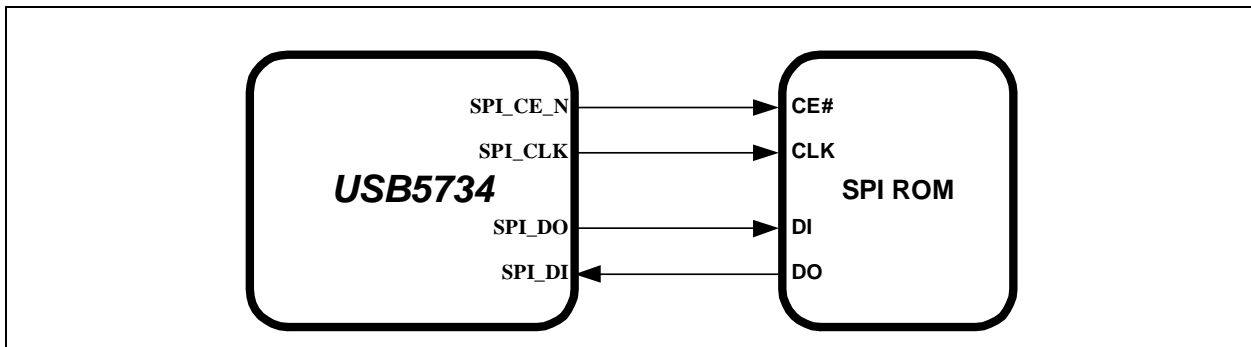 SPI_CE_N CE#
SPI_CLK CLK
USB5734 SPI ROM
SPI_DO DI
SPI_DI DO